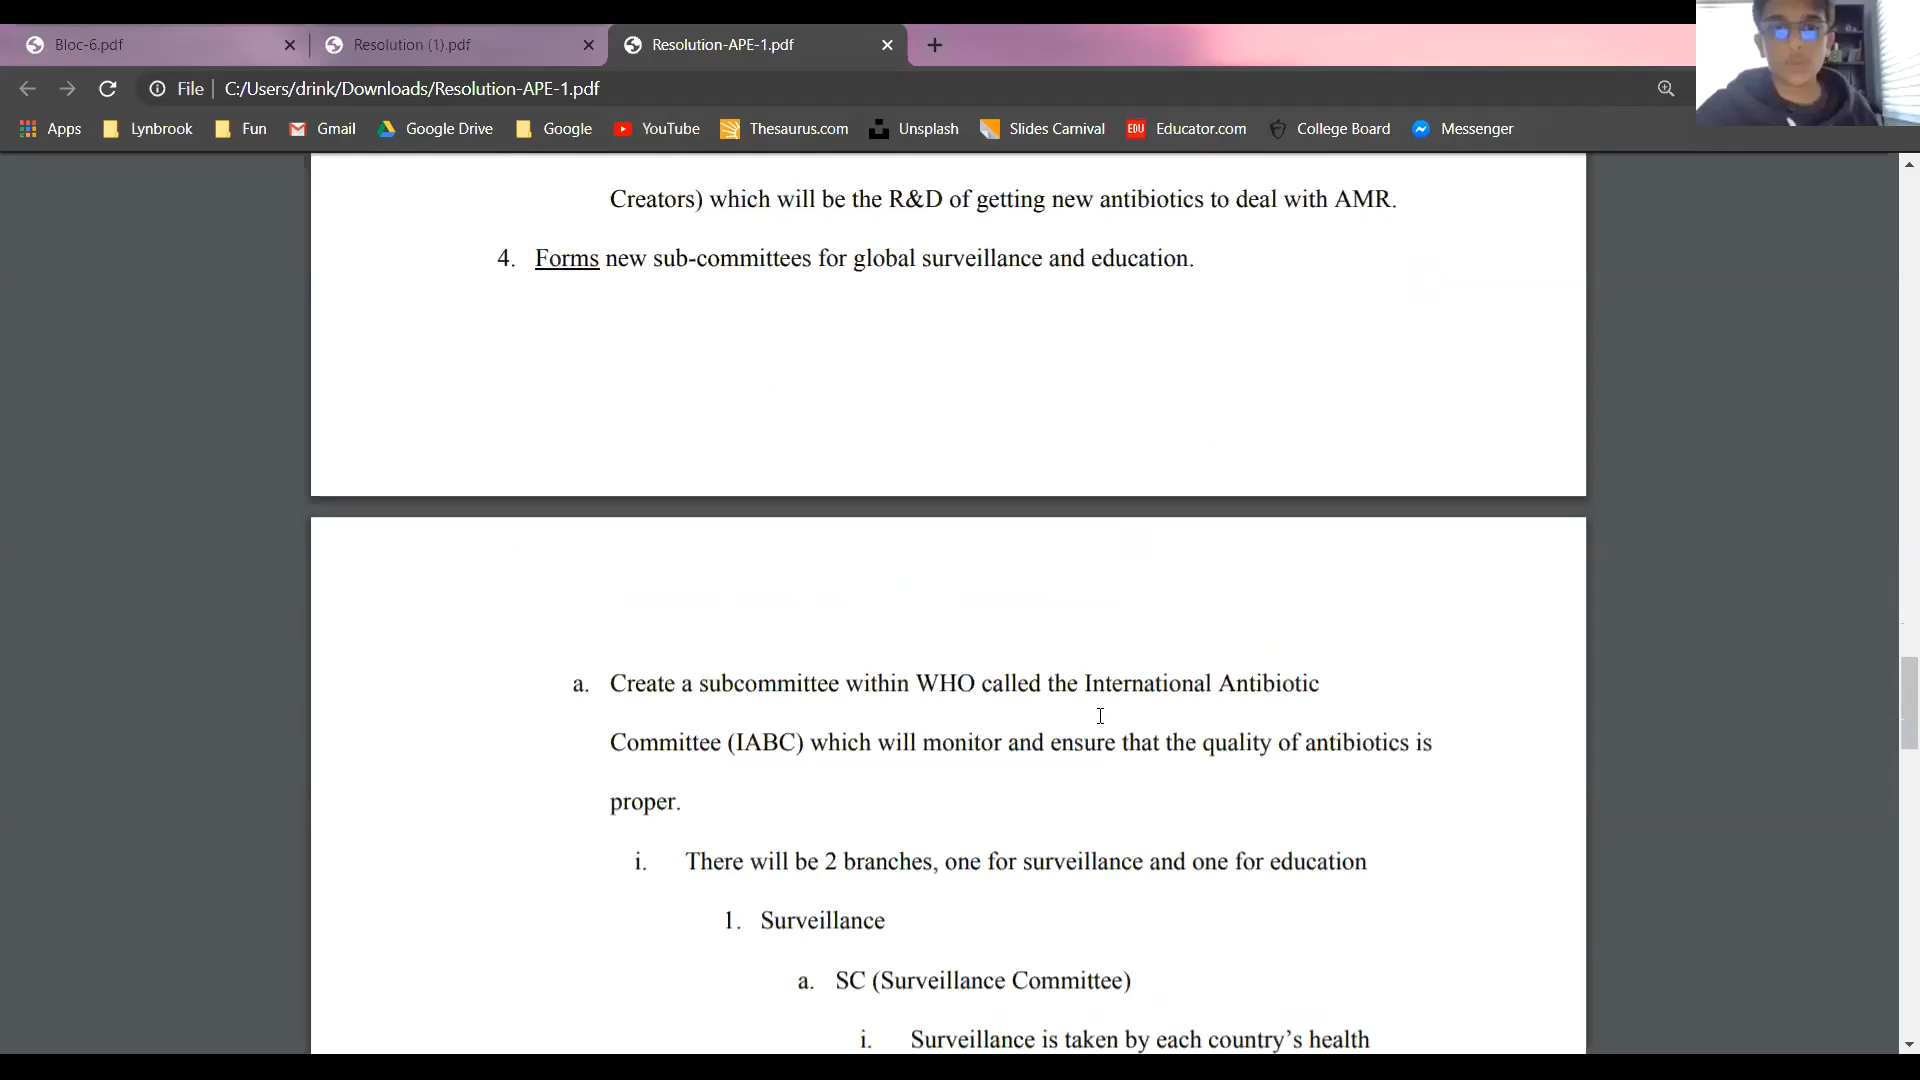 Bloc-6.pdf
Resolution (1).pdf
Resolution-APE-1.pdf
File
C:/Users/drink/Downloads/Resolution-APE-1.pdf
Apps
Lynbrook
Fun
Gmail
Google Drive
Google
YouTube
Thesaurus.com
Unsplash
Slides Carnival
EDU
Educator.com
College Board
Messenger
Creators) which will be the R&D of getting new antibiotics to deal with AMR.
4. Forms new sub-committees for global surveillance and education.
a. Create a subcommittee within WHO called the International Antibiotic
Committee (IABC) which will monitor and ensure that the quality of antibiotics is
proper.
i. There will be 2 branches, one for surveillance and one for education
1. Surveillance
a. SC (Surveillance Committee)
i. Surveillance is taken by each country’s health